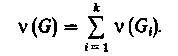 ν(G) = ∑_{i=1}^{k} ν(G_i).